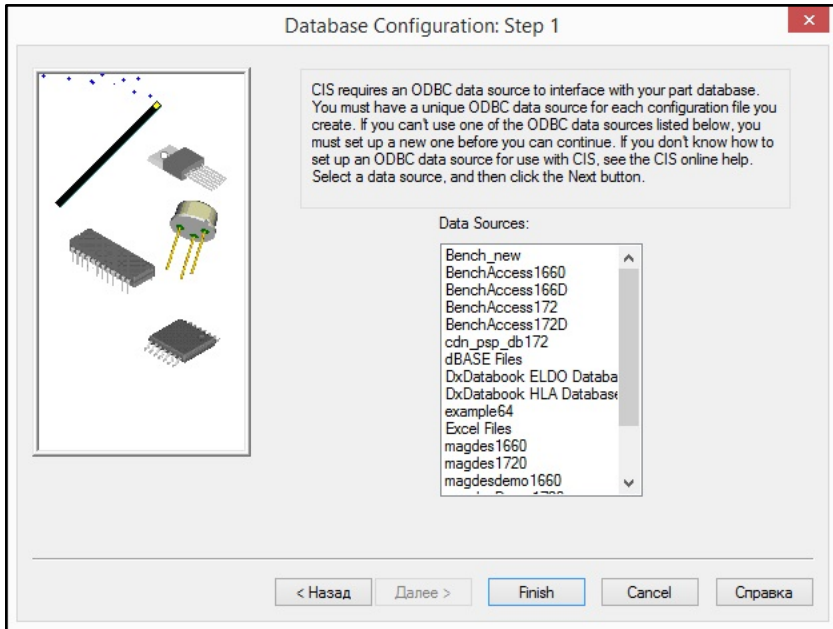 Database Configuration: Step 1
CIS requires an ODBC data source to interface with your part database.
You must have a unique ODBC data source for each configuration file you
create. If you can't use one of the ODBC data sources listed below, you
must set up a new one before you can continue. If you don't know how to
set up an ODBC data source for use with CIS, see the CIS online help.
Select a data source, and then click the Next button.
Data Sources:
Bench_new
BenchAccess1660
BenchAccess166D
BenchAccess172
BenchAccess172D
cdn_psp_db172
dBASE Files
DxDatabook ELDO Databa
DxDatabook HLA Database
example64
Excel Files
magdes1660
magdes1720
magdesdemo1660
< Назад Далее > Finish Cancel Справка